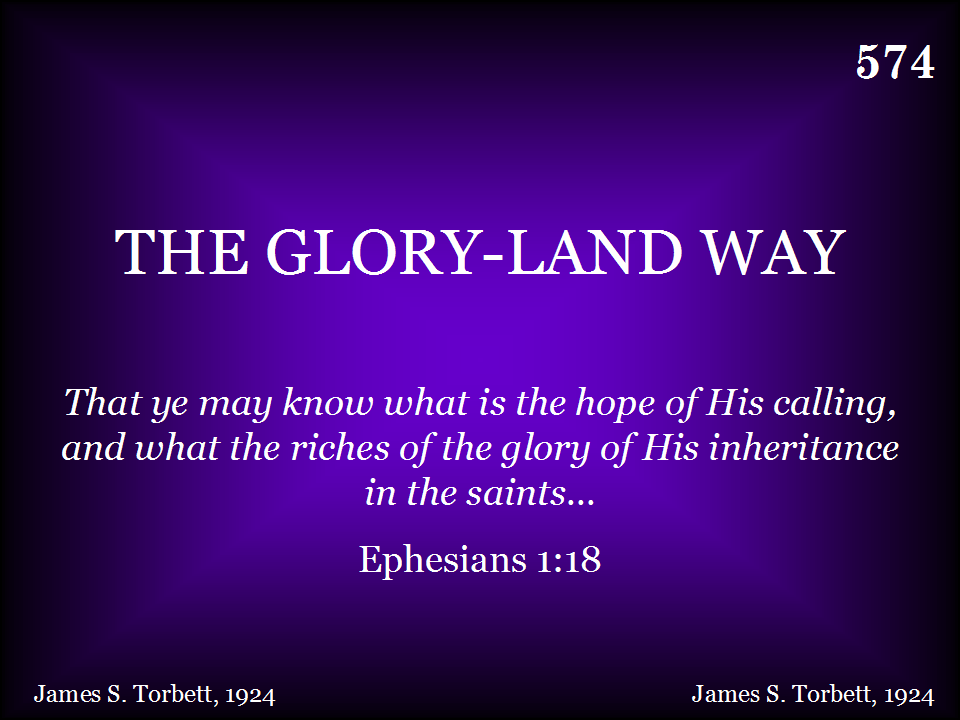 574
THE GLORY-LAND WAY
That ye may know what is the hope of His calling,
and what the riches of the glory of His inheritance
in the saints...
Ephesians 1:18
James S. Torbett, 1924
James S. Torbett, 1924